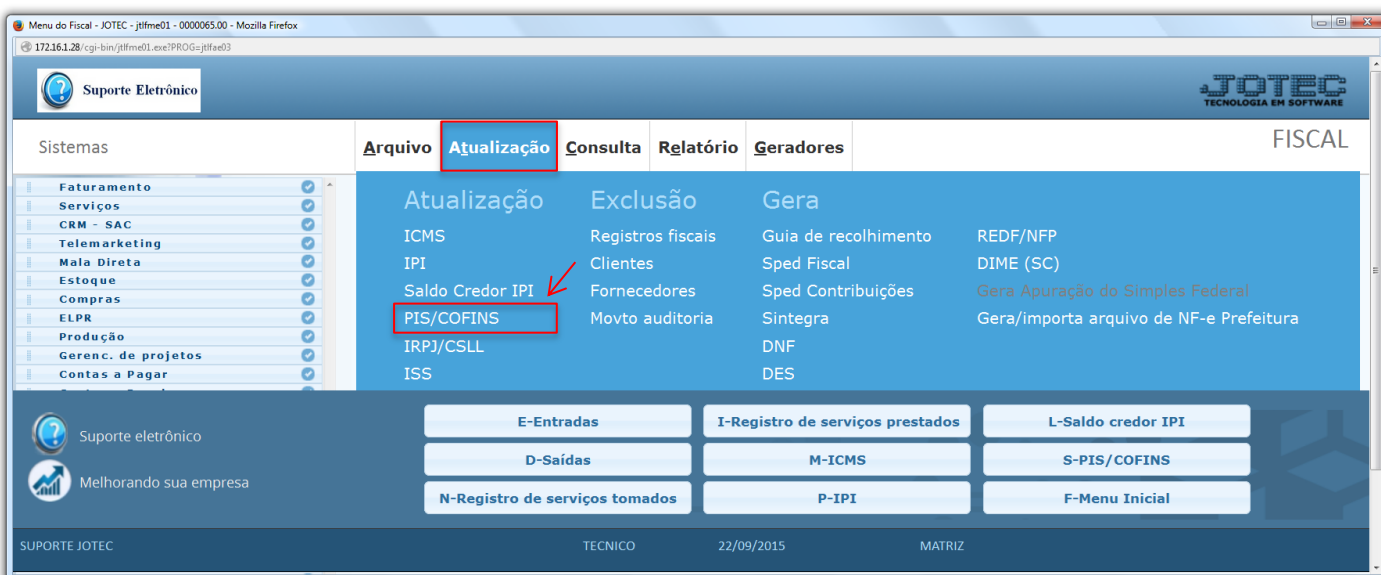 Menu do Fiscal - JOTEC - jtlfme01 - 0000065.00 - Mozilla Firefox
172.16.1.28/cgi-bin/jtlfme01.exe?PROG=jtlfae03
Suporte Eletrônico
JOTEC
TECNOLOGIA EM SOFTWARE
Sistemas
Arquivo Atualização Consulta Relatório Geradores
FISCAL
Faturamento
Serviços
CRM - SAC
Telemarketing
Mala Direta
Estoque
Compras
ELPR
Produção
Gerenc. de projetos
Contas a Pagar
Atualização
ICMS
IPI
Saldo Credor IPI
PIS/COFINS
IRPJ/CSLL
ISS
Exclusão
Registros fiscais
Clientes
Fornecedores
Movto auditoria
Gera
Guia de recolhimento
Sped Fiscal
Sped Contribuições
Sintegra
DNF
DES
REDF/NFP
DIME (SC)
Gera Apuração do Simples Federal
Gera/importa arquivo de NF-e Prefeitura
Suporte eletrônico
Melhorando sua empresa
E-Entradas I-Registro de serviços prestados L-Saldo credor IPI
D-Saídas M-ICMS S-PIS/COFINS
N-Registro de serviços tomados P-IPI F-Menu Inicial
SUPORTE JOTEC TECNICO 22/09/2015 MATRIZ